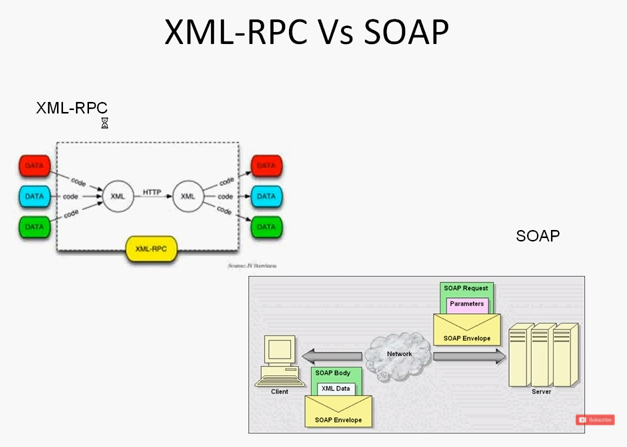 XML-RPC Vs SOAP
XML-RPC
DATA
DATA
DATA
code
code
code
XML
HTTP
XML
code
code
code
DATA
DATA
DATA
XML-RPC
SOAP
SOAP Request
Parameters
SOAP Envelope
Network
Client
SOAP Body
XML Data
SOAP Envelope
Server
Subscribe